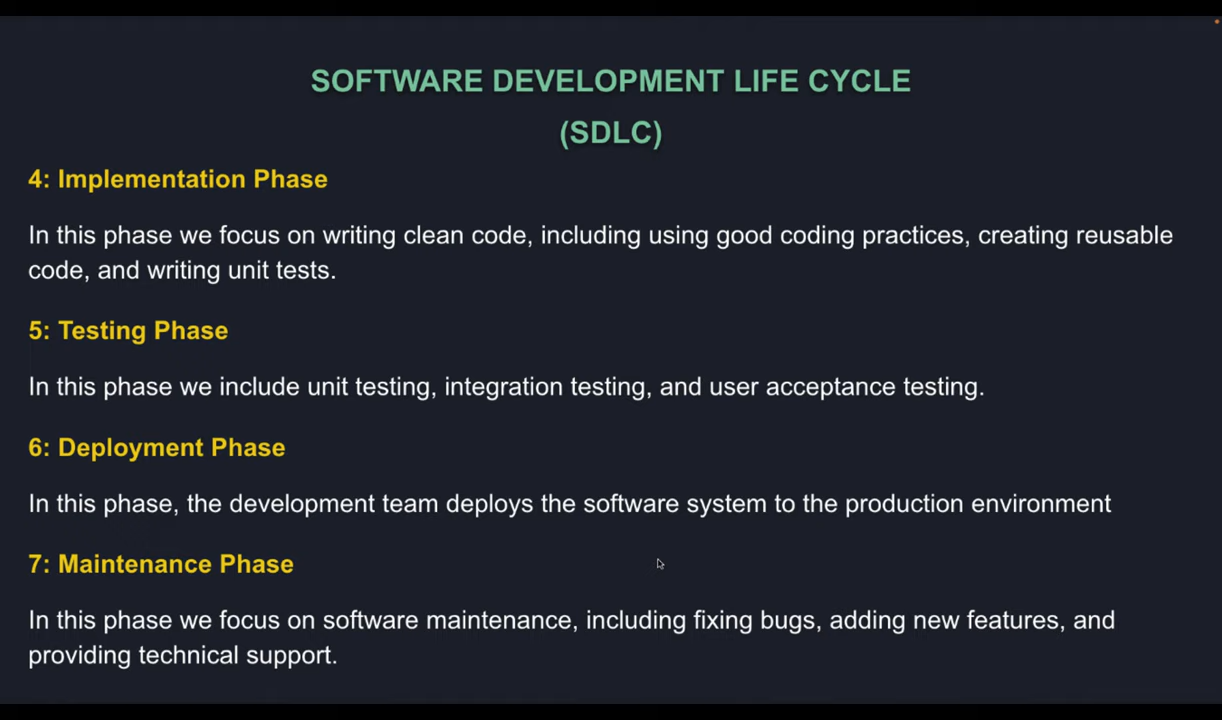 SOFTWARE DEVELOPMENT LIFE CYCLE
(SDLC)
4: Implementation Phase
In this phase we focus on writing clean code, including using good coding practices, creating reusable
code, and writing unit tests.
5: Testing Phase
In this phase we include unit testing, integration testing, and user acceptance testing.
6: Deployment Phase
In this phase, the development team deploys the software system to the production environment
7: Maintenance Phase
In this phase we focus on software maintenance, including fixing bugs, adding new features, and
providing technical support.